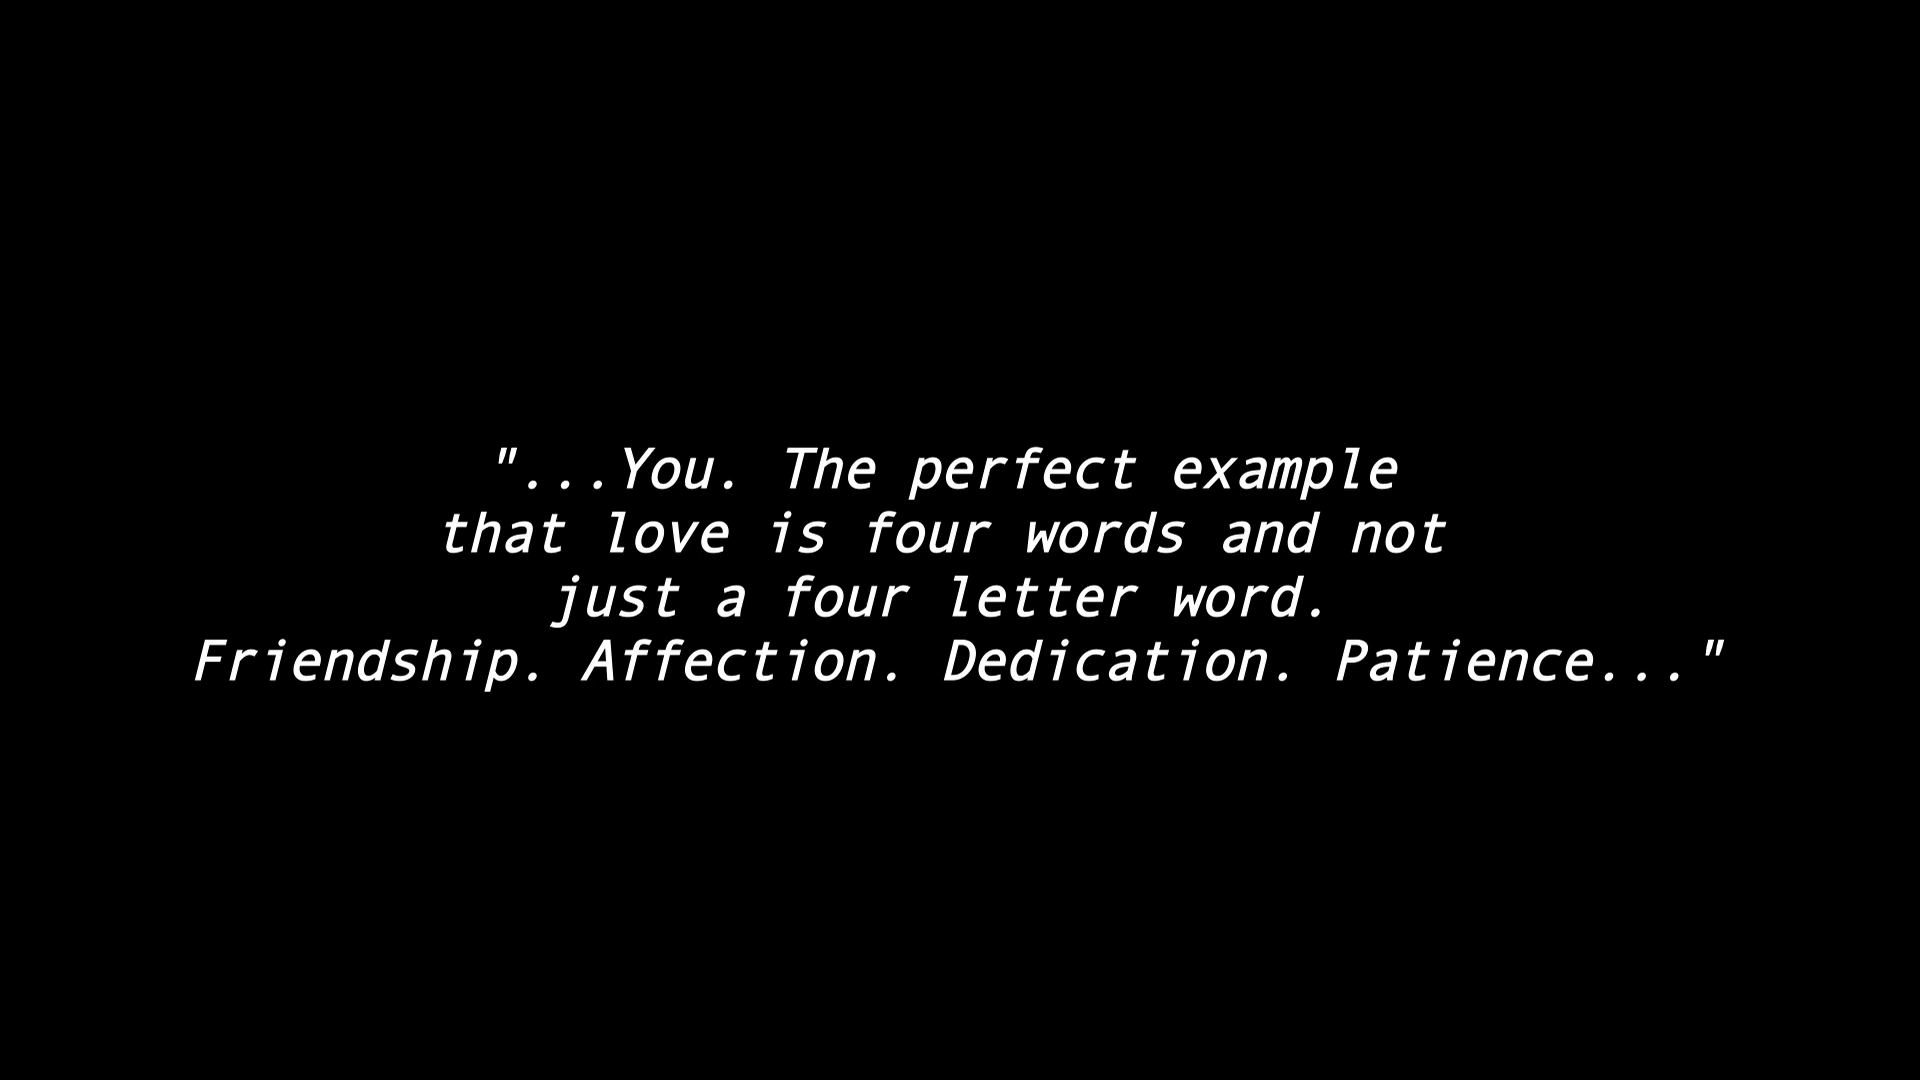 "...You. The perfect example
that love is four words and not
just a four letter word.
Friendship. Affection. Dedication. Patience..."